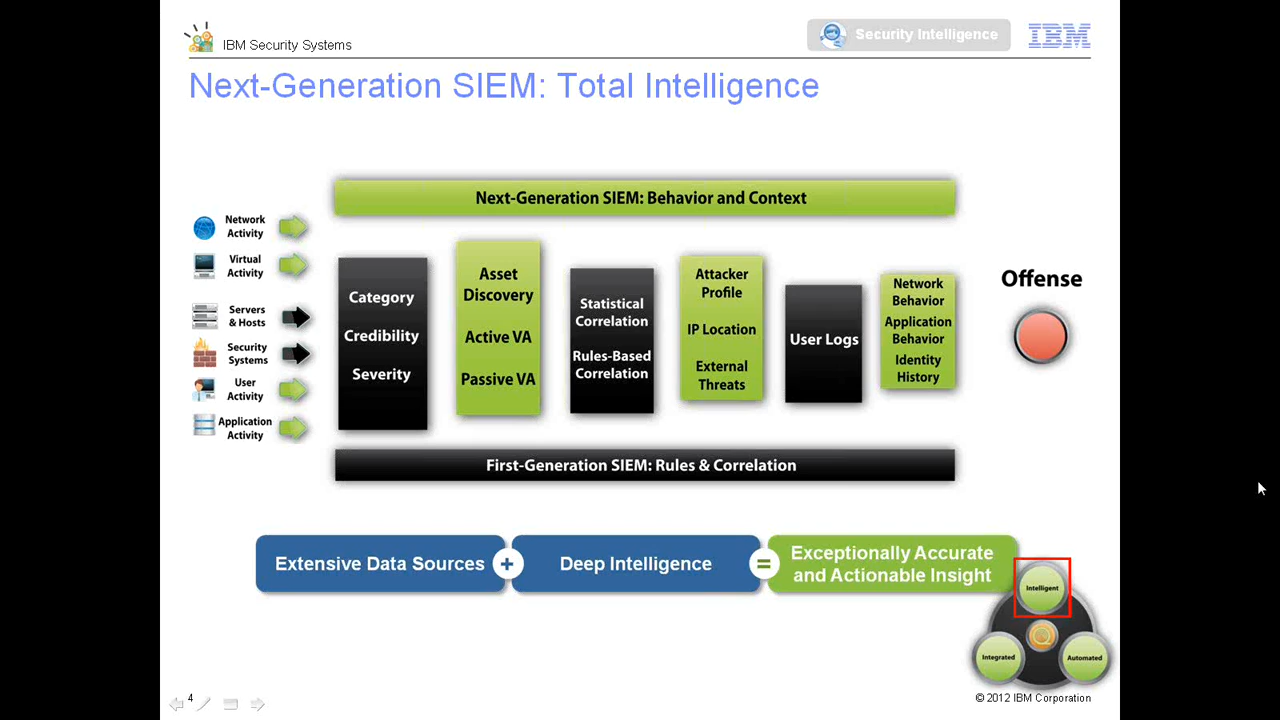 IBM Security Systems
Security Intelligence
IBM
Next-Generation SIEM: Total Intelligence
Next-Generation SIEM: Behavior and Context
Network
Activity
Virtual
Activity
Servers
& Hosts
Security
Systems
User
Activity
Application
Activity
Category
Credibility
Severity
Asset
Discovery
Active VA
Passive VA
Statistical
Correlation
Rules-Based
Correlation
Attacker
Profile
IP Location
External
Threats
User Logs
Network
Behavior
Application
Behavior
Identity
History
Offense
First-Generation SIEM: Rules & Correlation
Extensive Data Sources
+
Deep Intelligence
=
Exceptionally Accurate
and Actionable Insight
Intelligent
Integrated
Automated
4
© 2012 IBM Corporation